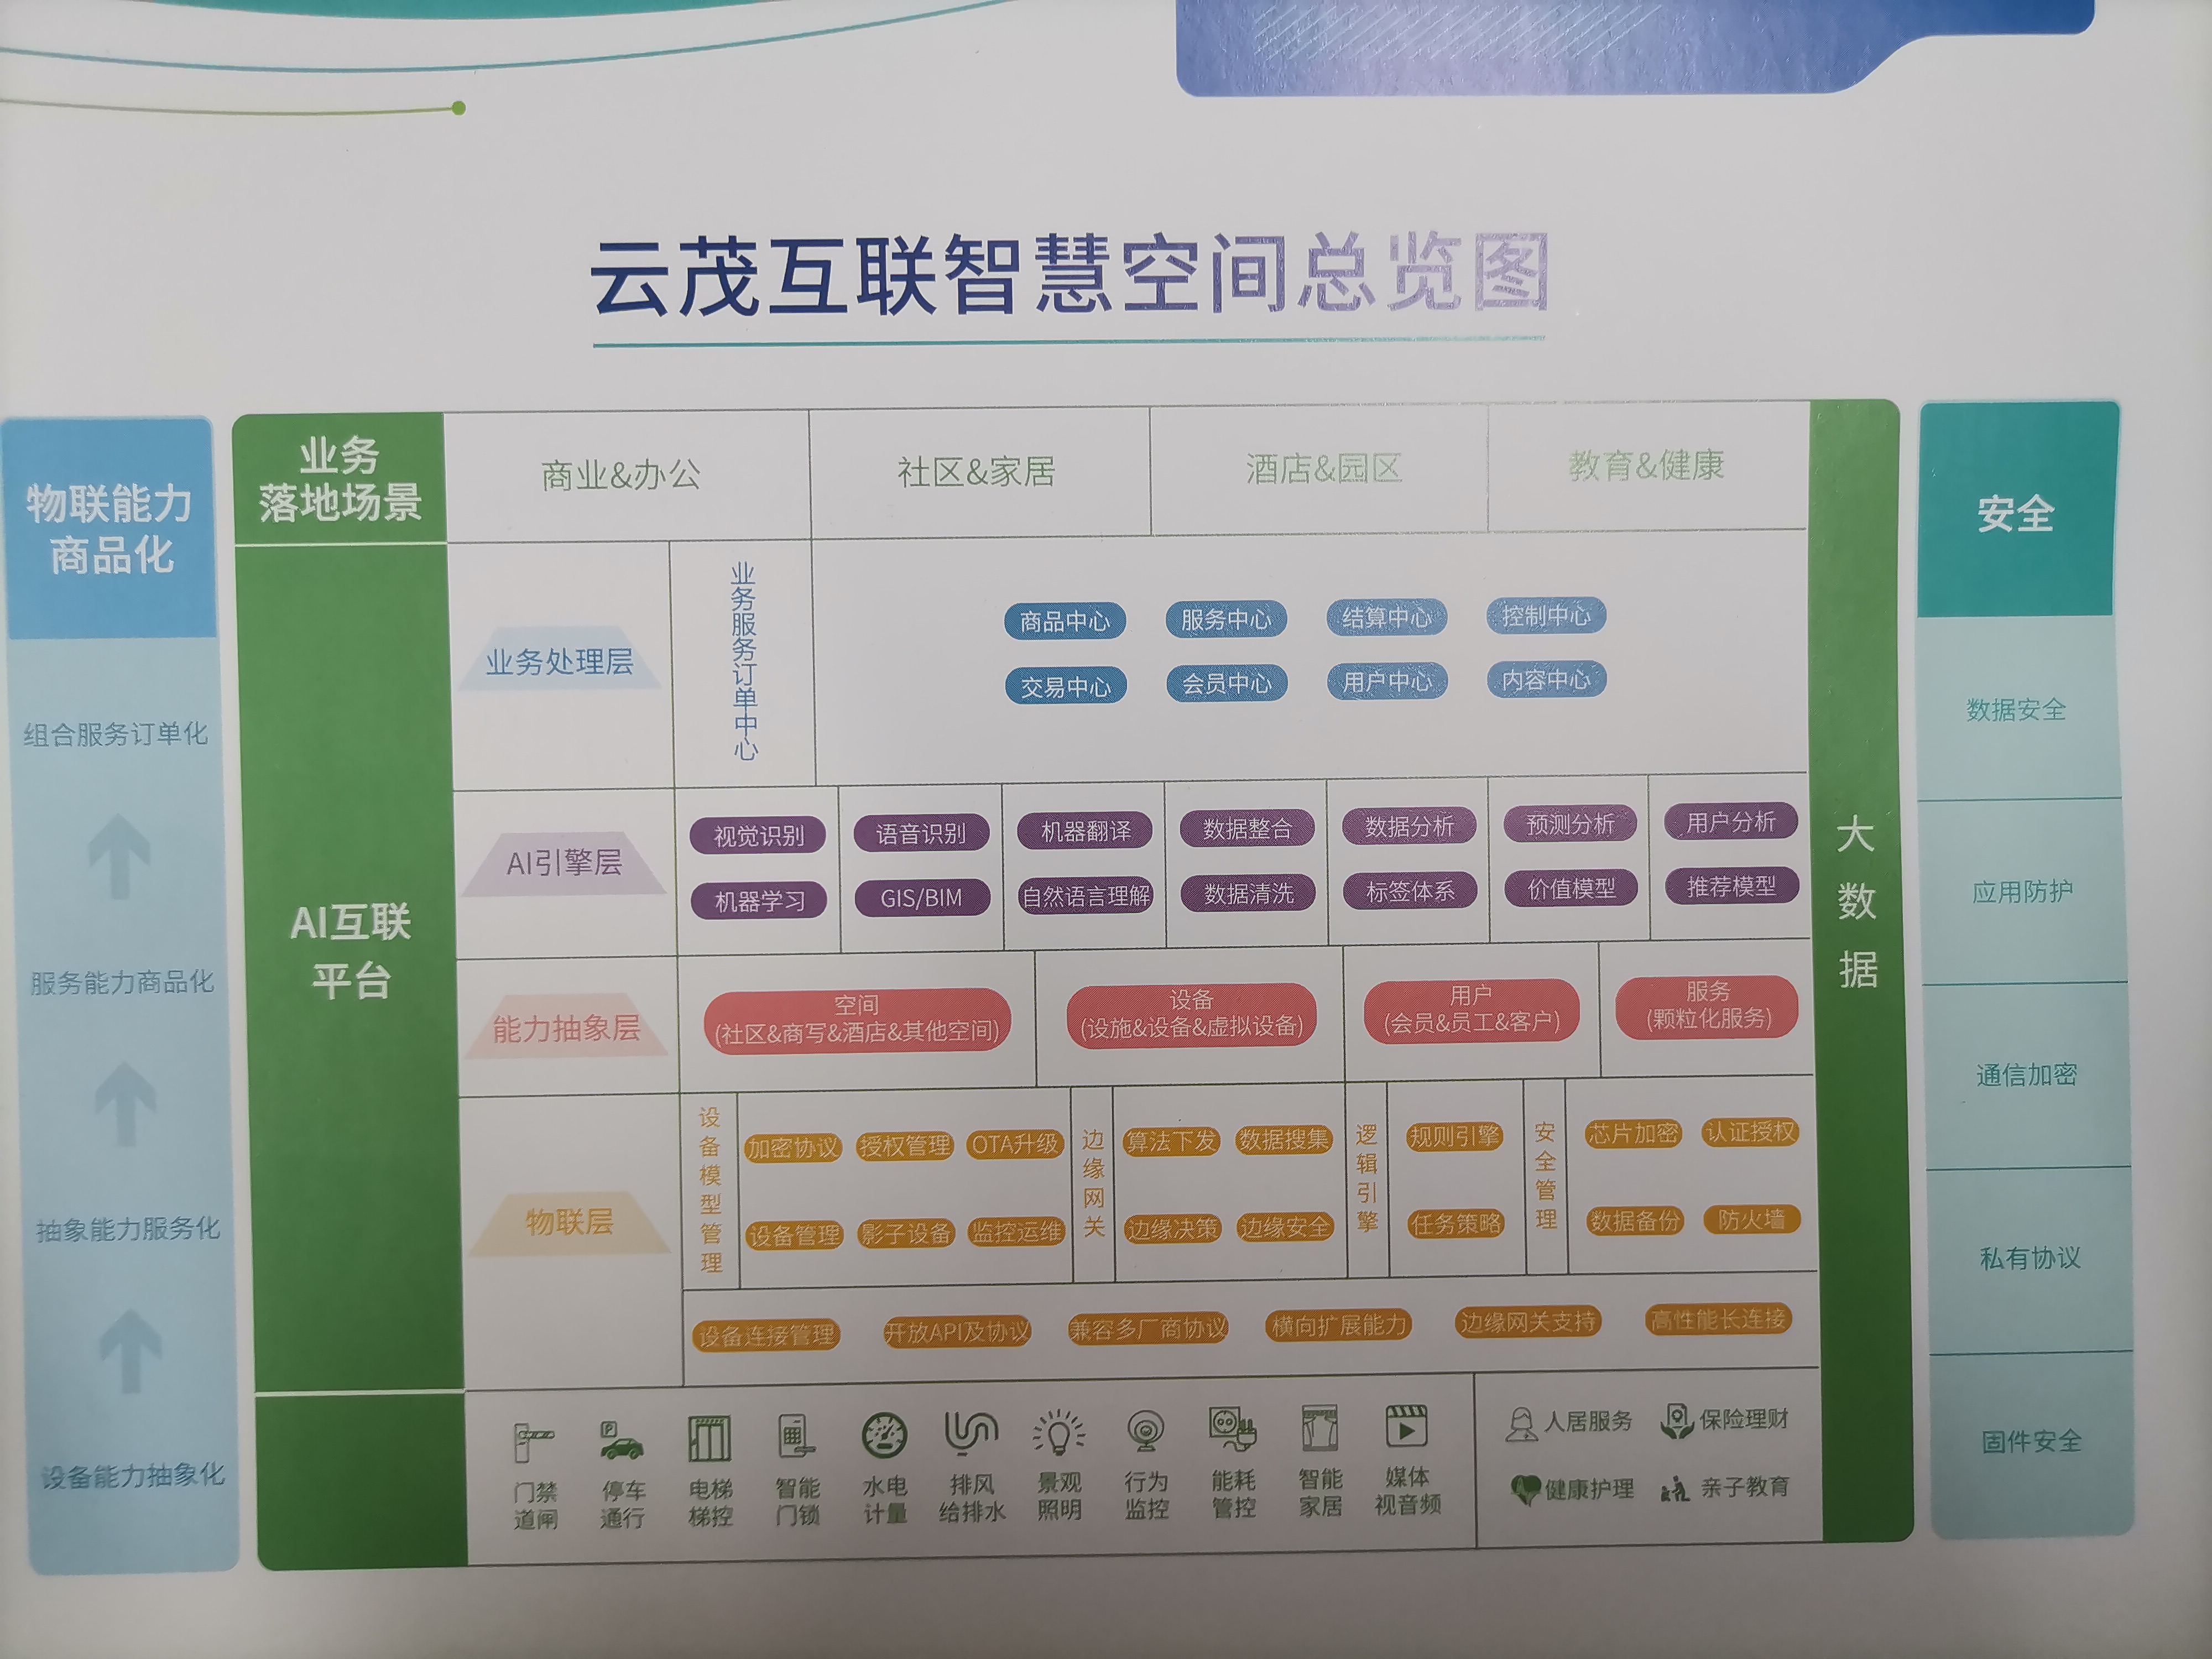 云茂互联智慧空间总览图
物联能力
商品化
组合服务订单化
服务能力商品化
抽象能力服务化
设备能力抽象化
业务
落地场景
商业&办公
社区&家居
酒店&园区
教育&健康
AI互联
平台
业务处理层
业务服务订单中心
商品中心
服务中心
结算中心
控制中心
交易中心
会员中心
用户中心
内容中心
AI引擎层
视觉识别
语音识别
机器翻译
数据整合
数据分析
预测分析
用户分析
机器学习
GIS/BIM
自然语言理解
数据清洗
标签体系
价值模型
推荐模型
能力抽象层
空间
(社区&商写&酒店&其他空间)
设备
(设施&设备&虚拟设备)
用户
(会员&员工&客户)
服务
(颗粒化服务)
物联层
设备模型管理
加密协议
授权管理
OTA升级
设备管理
影子设备
监控运维
边缘网关
算法下发
数据搜集
边缘决策
边缘安全
逻辑引擎
规则引擎
任务策略
安全管理
芯片加密
认证授权
数据备份
防火墙
设备连接管理
开放API及协议
兼容多厂商协议
横向扩展能力
边缘网关支持
高性能长连接
P
门禁
道闸
停车
通行
电梯
梯控
智能
门锁
水电
计量
排风
给排水
景观
照明
行为
监控
能耗
管控
智能
家居
媒体
视音频
人居服务
保险理财
健康护理
亲子教育
大数据
安全
数据安全
应用防护
通信加密
私有协议
固件安全